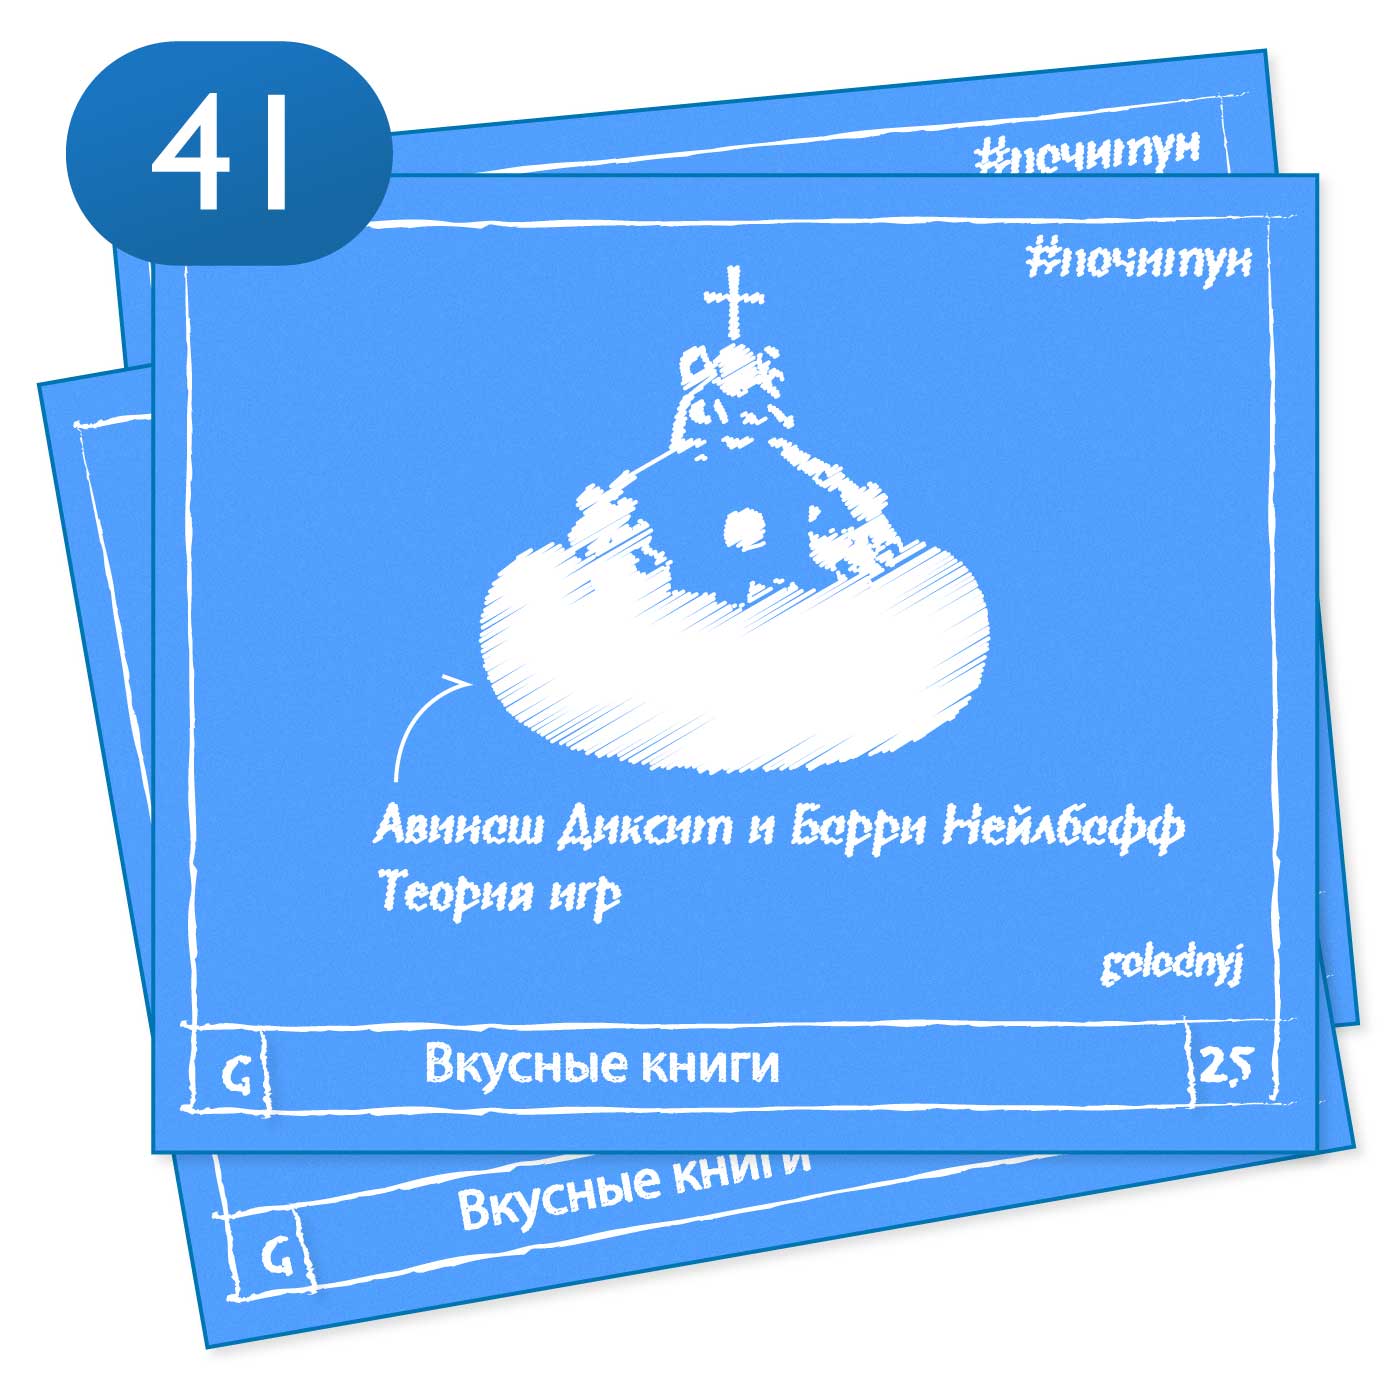 41
#почитун
#почитун
Авинаш Диксит и Барри Нейлбафф
Теория игр
golodnyj
G
Вкусные книги
25
Вкусные книги
G